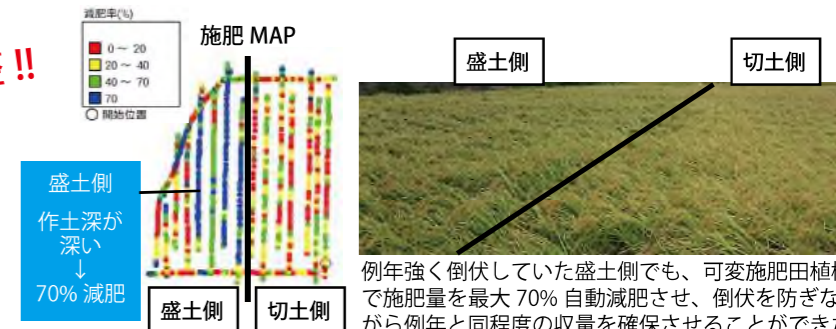 !!
減肥率(%)
0～ 20
20～ 40
40～ 70
70
開始位置
施肥 MAP
盛土側
作土深が
深い
↓
70% 減肥
盛土側
切土側
盛土側
切土側
例年強く倒伏していた盛土側でも、可変施肥田植
で施肥量を最大 70% 自動減肥させ、倒伏を防ぎな
がら例年と同程度の収量を確保させることができ